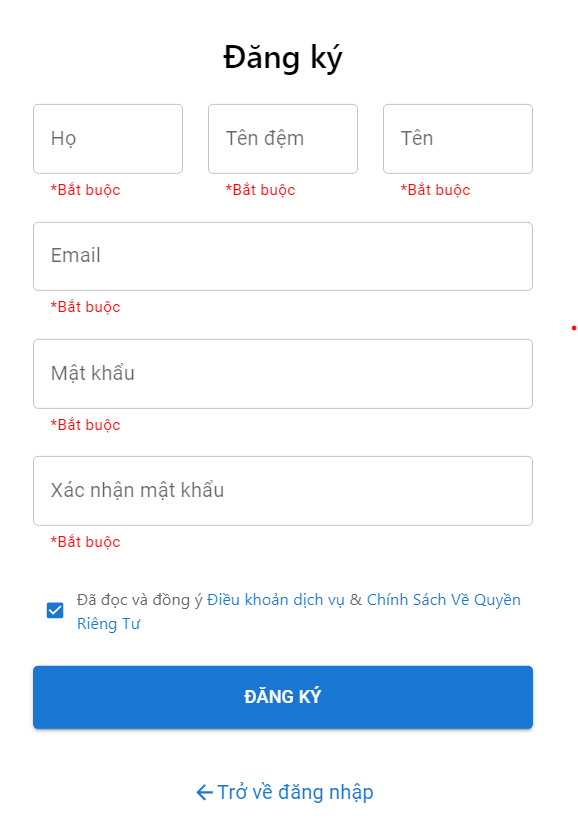 Đăng ký
Họ Tên đệm Tên
*Bắt buộc *Bắt buộc *Bắt buộc
Email
*Bắt buộc
Mật khẩu
*Bắt buộc
Xác nhận mật khẩu
*Bắt buộc
Đã đọc và đồng ý Điều khoản dịch vụ & Chính Sách Về Quyền
Riêng Tư
ĐĂNG KÝ
Trở về đăng nhập